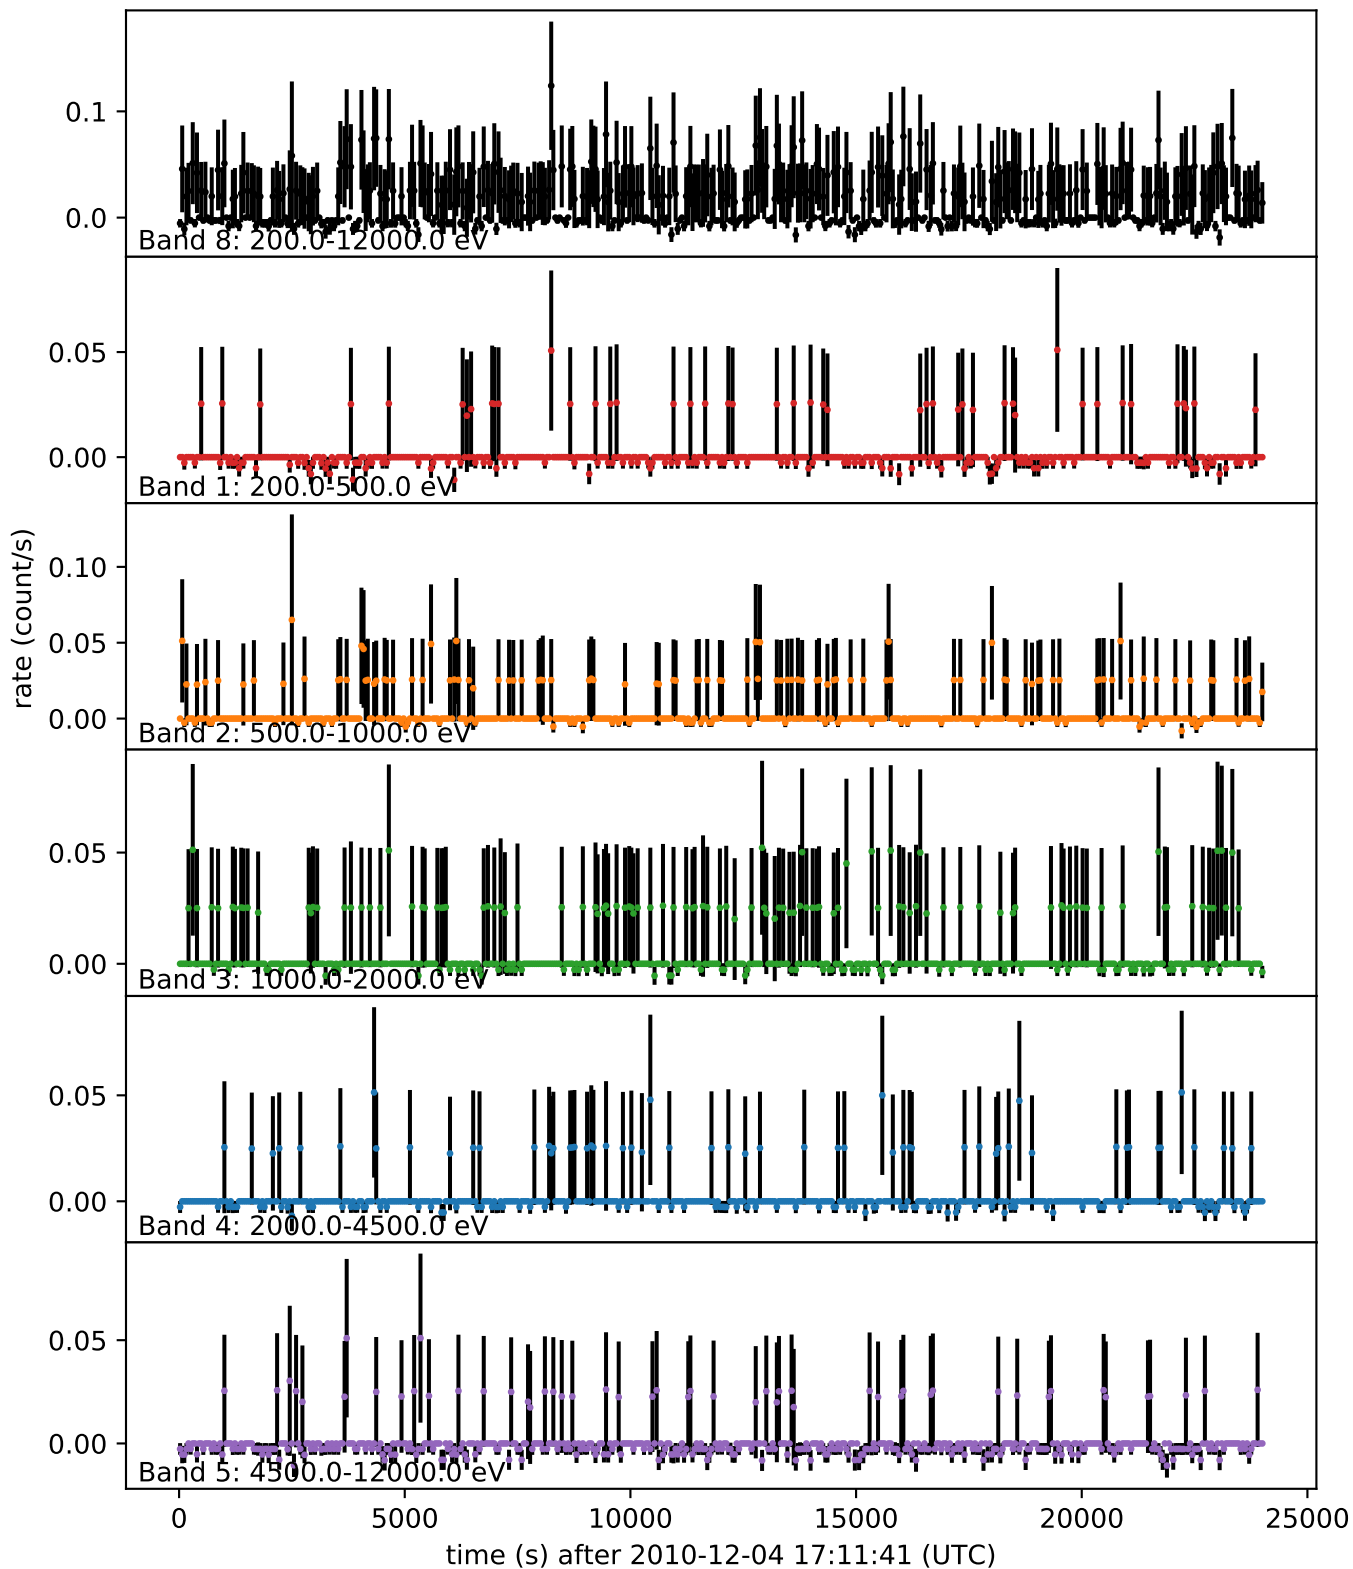 0.1
0.0
Band 8: 200.0-12000.0 eV
0.05
0.00
Band 1: 200.0-500.0 eV
rate (count/s)
0.10
0.05
0.00
Band 2: 500.0-1000.0 eV
0.05
0.00
Band 3: 1000.0-2000.0 eV
0.05
0.00
Band 4: 2000.0-4500.0 eV
0.05
0.00
Band 5: 4500.0-12000.0 eV
0 5000 10000 15000 20000 25000
time (s) after 2010-12-04 17:11:41 (UTC)